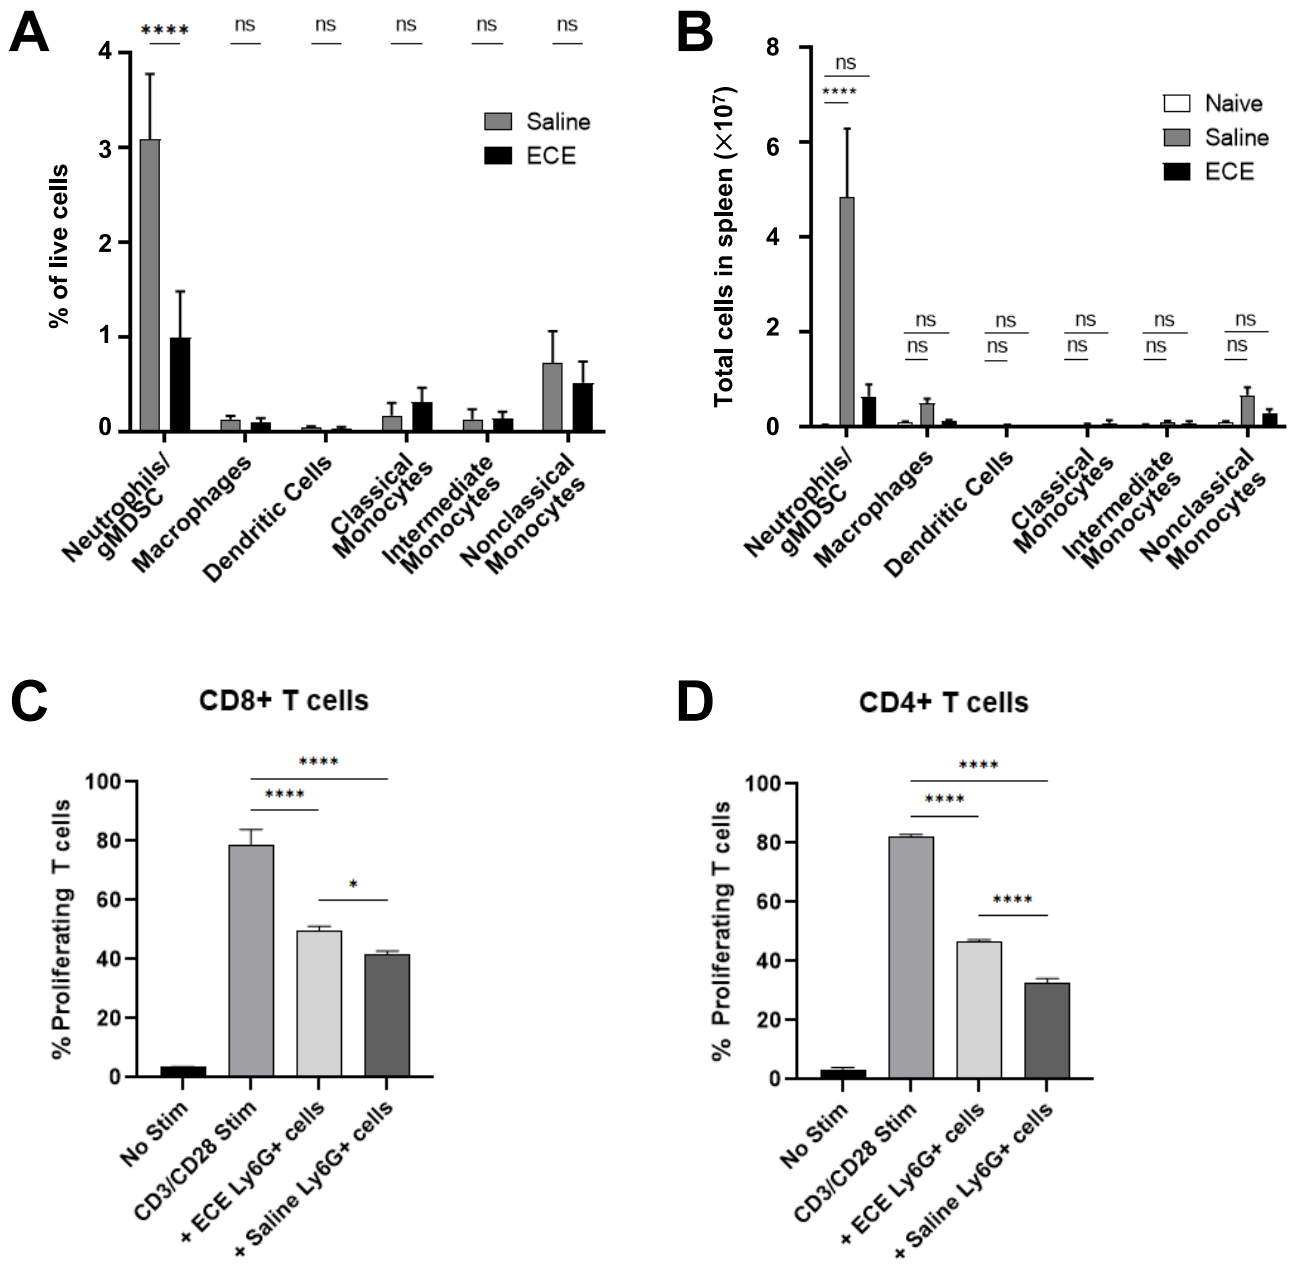 A
**** ns ns ns ns ns
4
3
2
1
0
% of live cells
Saline
ECE
Neutrophils/
gMDSC
Macrophages
Dendritic Cells
Classical
Monocytes
Intermediate
Monocytes
Nonclassical
Monocytes
B
8
6
4
2
0
Total cells in spleen (×10⁷)
ns
****
ns ns ns ns ns
ns ns ns ns ns
Naive
Saline
ECE
Neutrophils/
gMDSC
Macrophages
Dendritic Cells
Classical
Monocytes
Intermediate
Monocytes
Nonclassical
Monocytes
C
CD8+ T cells
100
80
60
40
20
0
% Proliferating T cells
****
****
*
No Stim
CD3/CD28 Stim
+ ECE Ly6G+ cells
+ Saline Ly6G+ cells
D
CD4+ T cells
100
80
60
40
20
0
% Proliferating T cells
****
****
****
No Stim
CD3/CD28 Stim
+ ECE Ly6G+ cells
+ Saline Ly6G+ cells